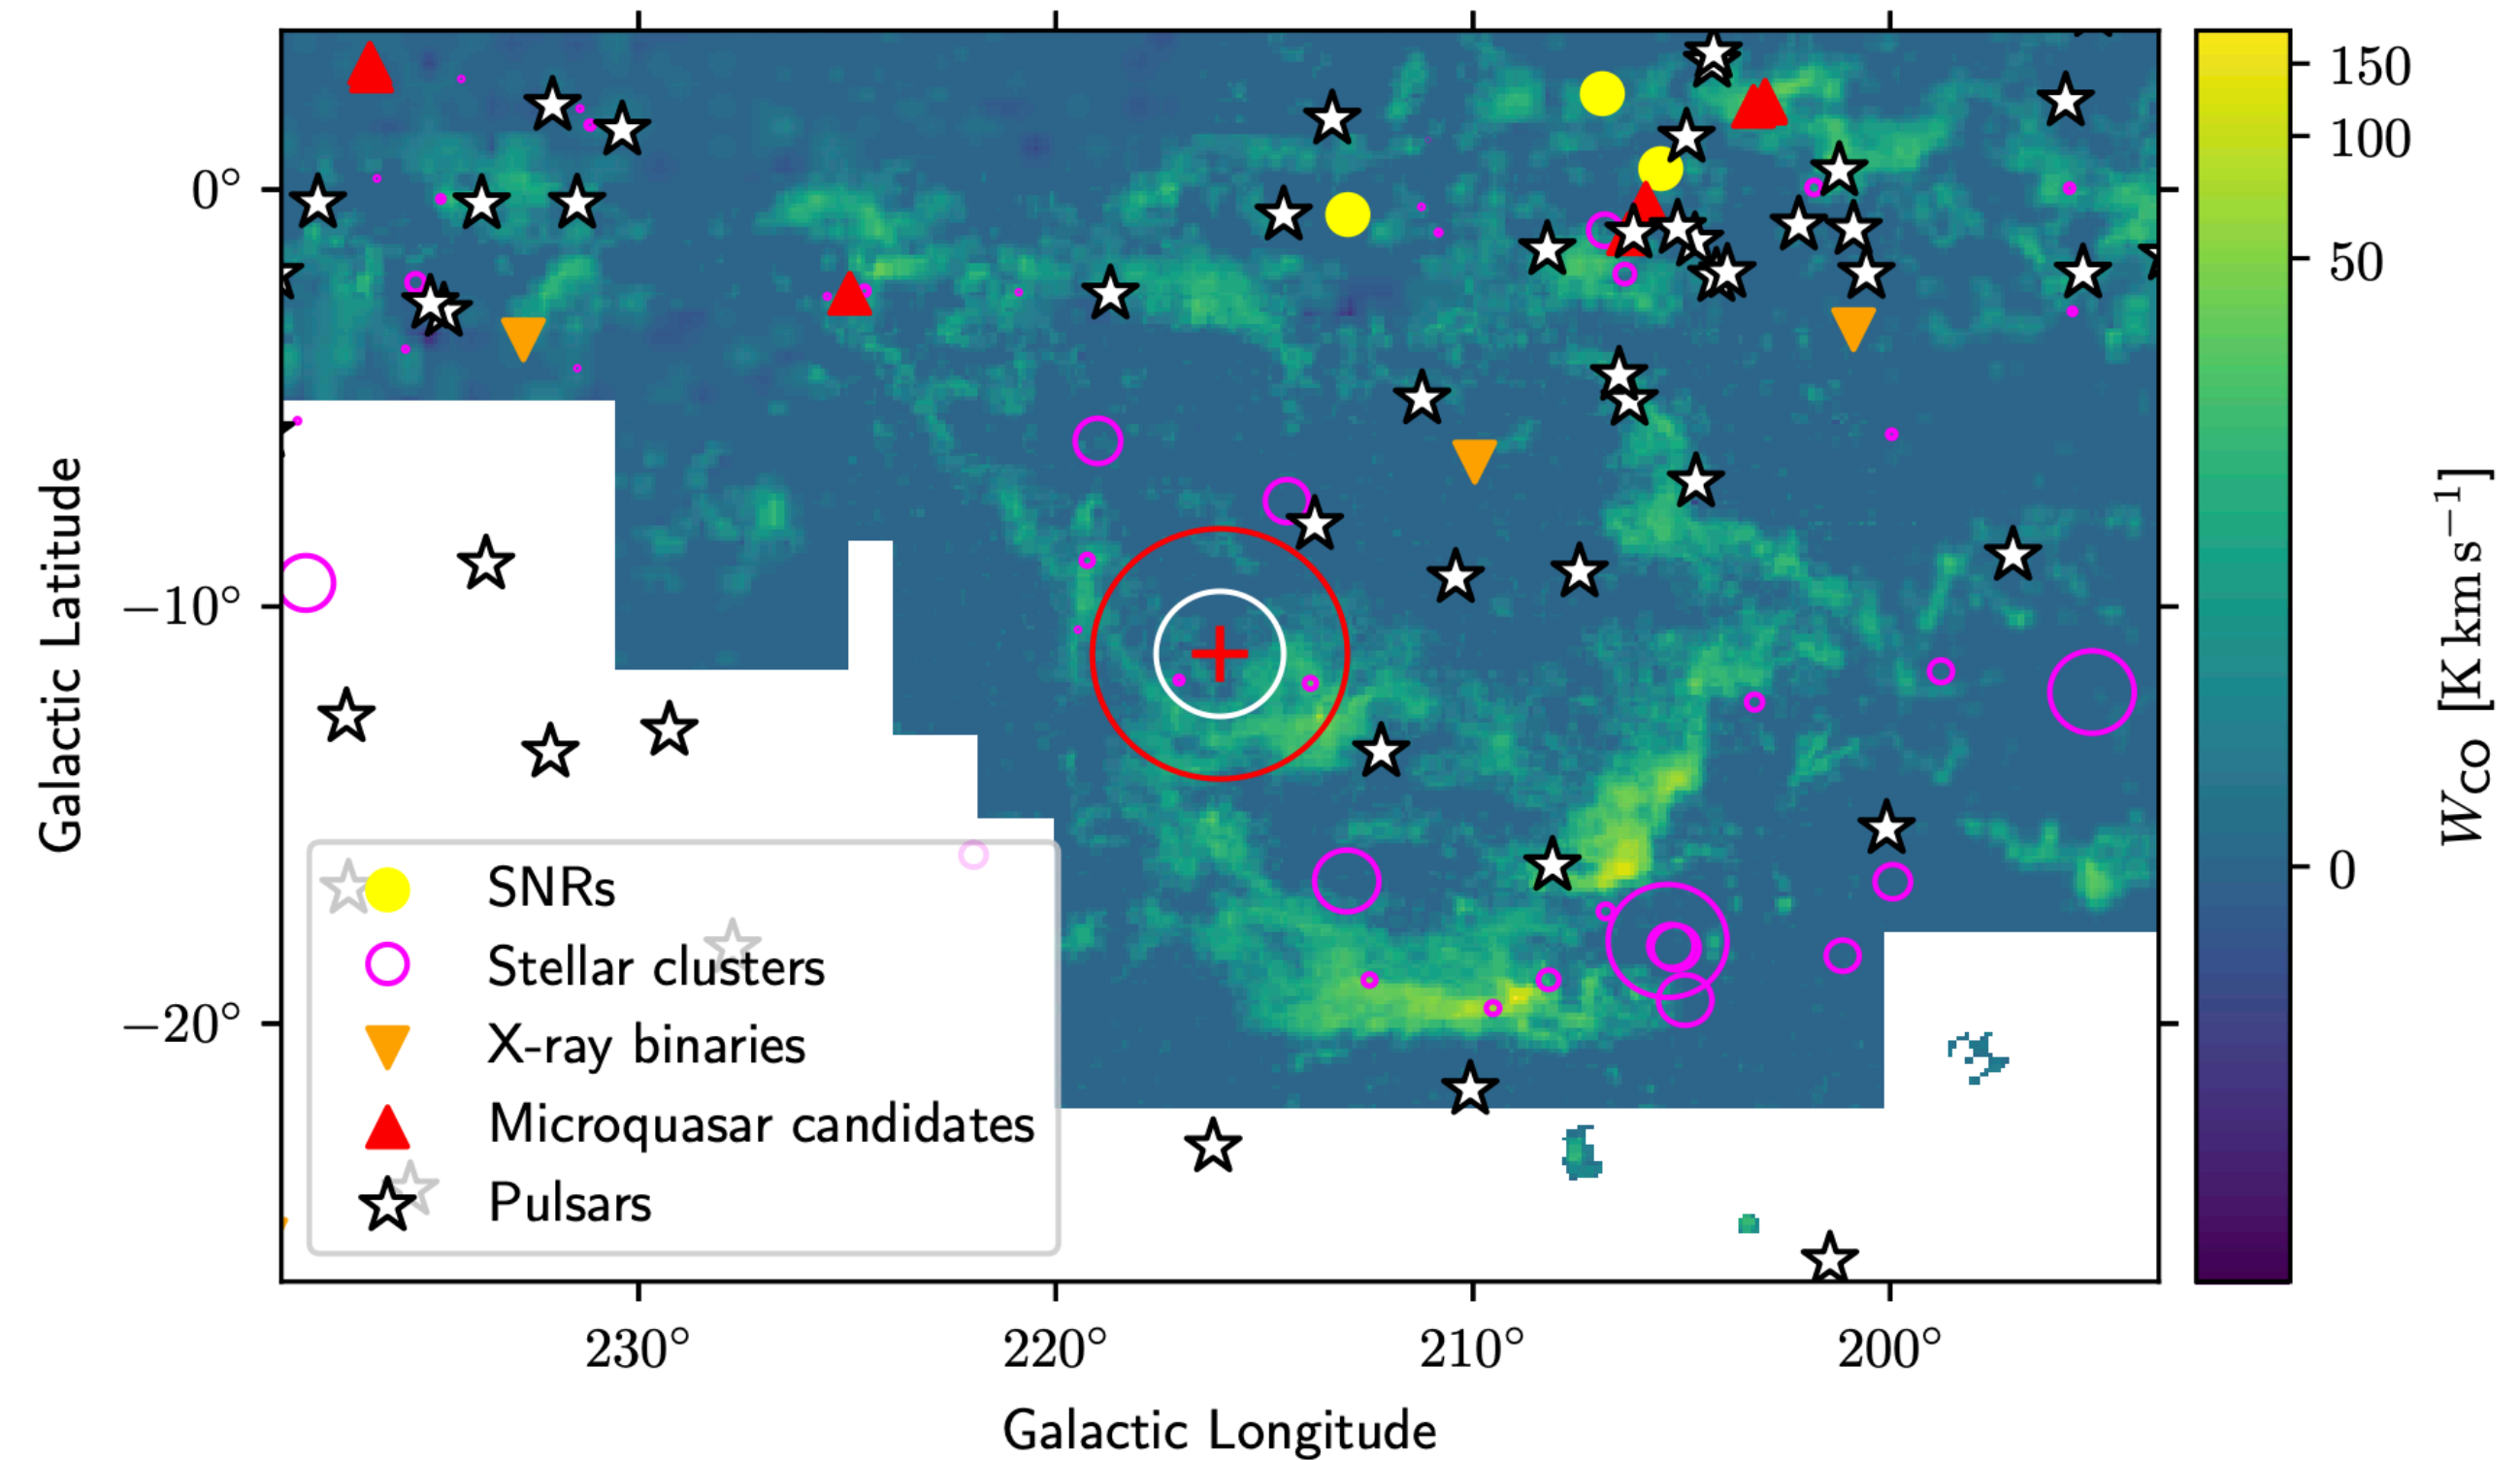 0°
−10°
−20°
Galactic Latitude
SNRs
Stellar clusters
X-ray binaries
Microquasar candidates
Pulsars
230°
220°
210°
200°
Galactic Longitude
150
100
50
0
W_CO [K km s⁻¹]